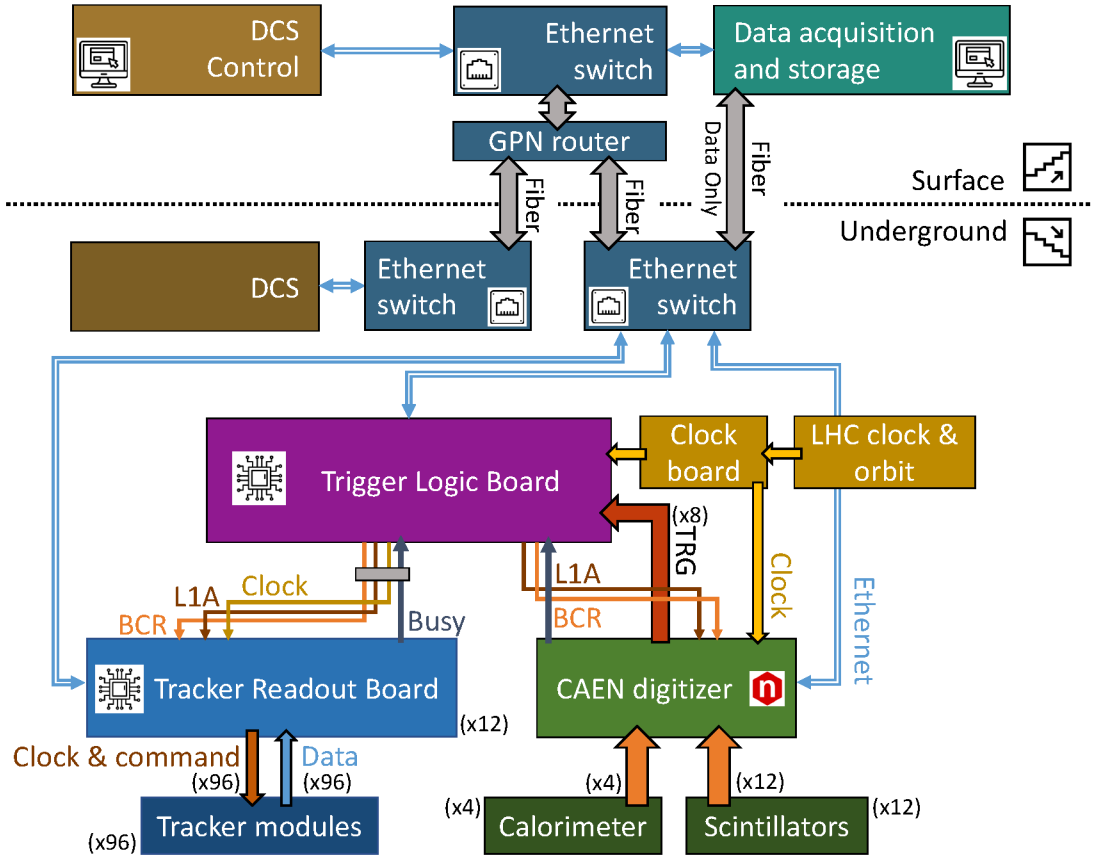 DCS
Control
Ethernet
switch
Data acquisition
and storage
GPN router
Fiber
Fiber
Data Only
Fiber
Surface
Underground
DCS
Ethernet
switch
Ethernet
switch
Trigger Logic Board
Clock
board
LHC clock &
orbit
(x8)
TRG
L1A
BCR
Clock
L1A
BCR
Busy
Clock
Ethernet
Tracker Readout Board
(x12)
CAEN digitizer
n
Clock & command
Data
(x96)
(x96)
(x4)
(x12)
(x96)
Tracker modules
(x4)
Calorimeter
Scintillators
(x12)